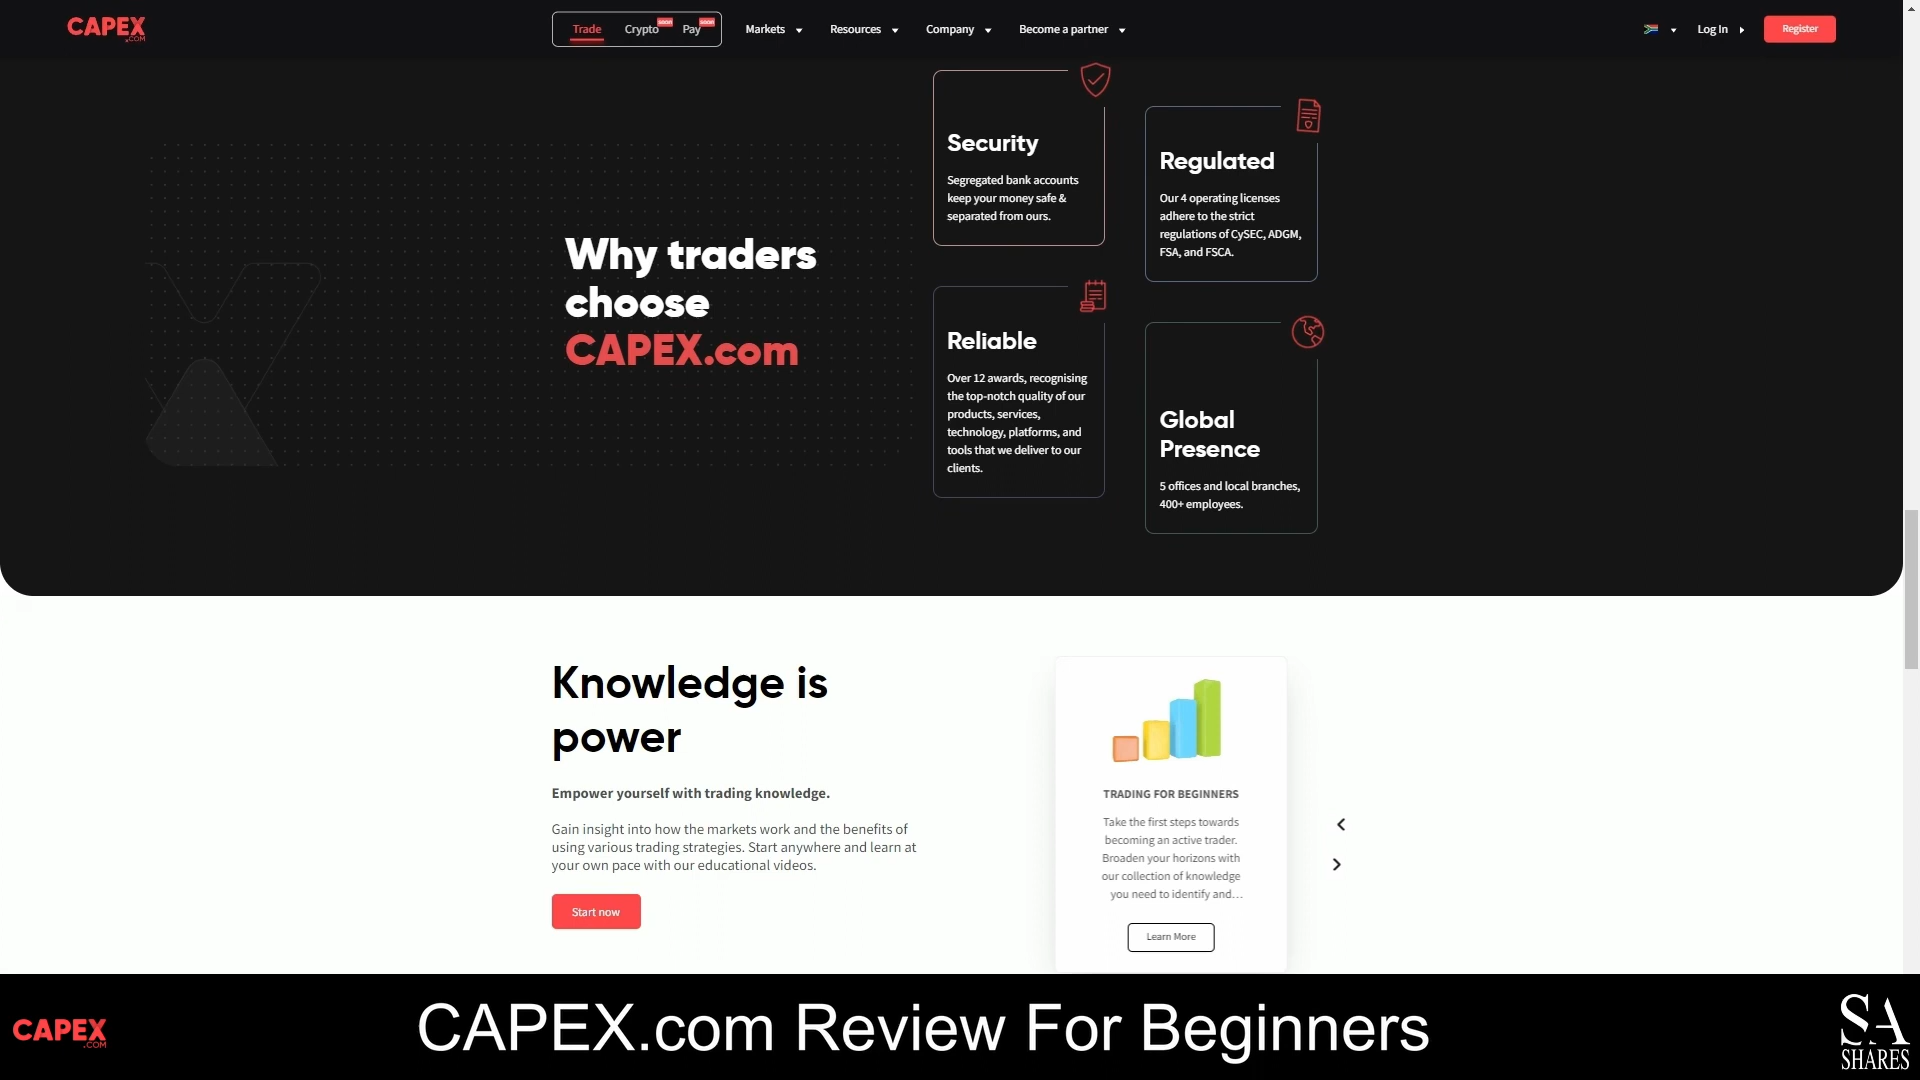 CAPEX
.COM
Trade
Crypto
soon
Pay
soon
Markets
Resources
Company
Become a partner
Log In
Register
Why traders
choose
CAPEX.com
Security
Segregated bank accounts
keep your money safe &
separated from ours.
Regulated
Our 4 operating licenses
adhere to the strict
regulations of CySEC, ADGM,
FSA, and FSCA.
Reliable
Over 12 awards, recognising
the top-notch quality of our
products, services,
technology, platforms, and
tools that we deliver to our
clients.
Global
Presence
5 offices and local branches,
400+ employees.
Knowledge is
power
Empower yourself with trading knowledge.
Gain insight into how the markets work and the benefits of
using various trading strategies. Start anywhere and learn at
your own pace with our educational videos.
Start now
TRADING FOR BEGINNERS
Take the first steps towards
becoming an active trader.
Broaden your horizons with
our collection of knowledge
you need to identify and...
Learn More
CAPEX
.COM
CAPEX.com Review For Beginners
SA
SHARES